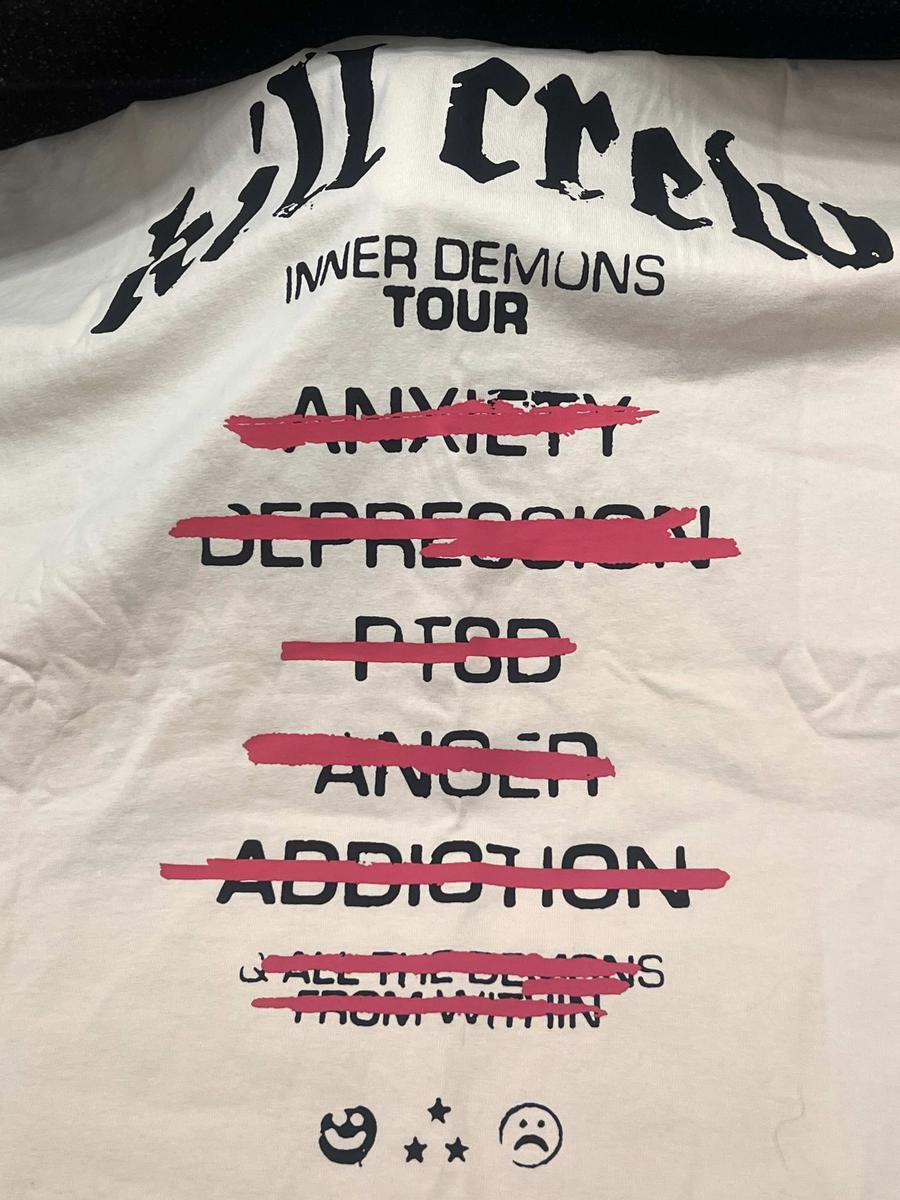 kill crew
INNER DEMONS
TOUR
ANXIETY
DEPRESSION
PTSD
ANGER
ADDICTION
& ALL THE DEMONS
FROM WITHIN